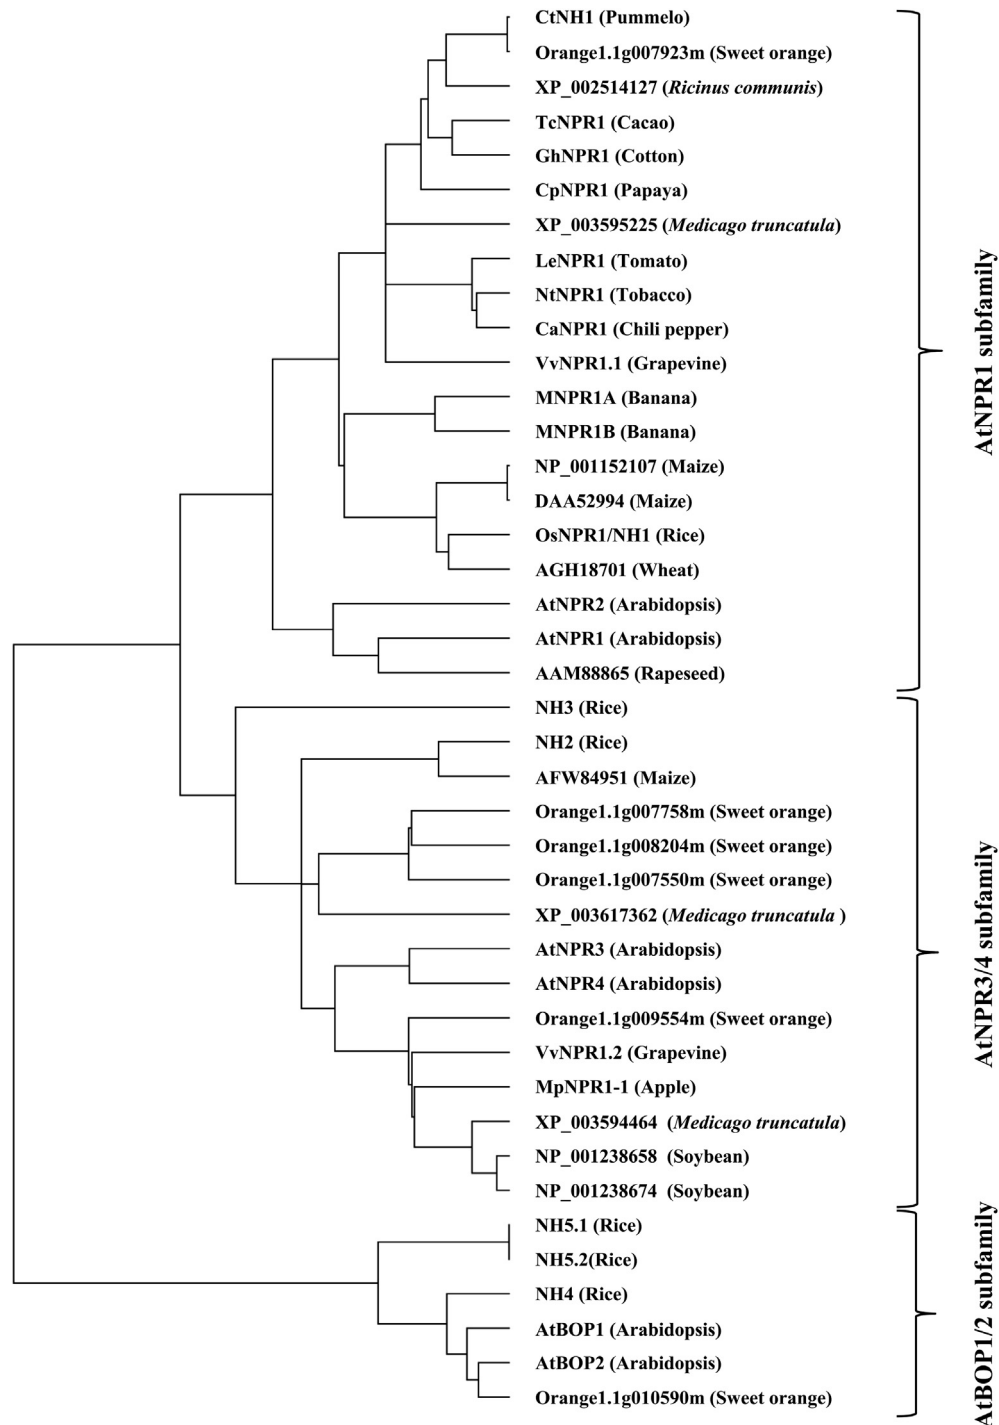 CtNH1 (Pummelo)
Orange1.1g007923m (Sweet orange)
XP_002514127 (Ricinus communis)
TcNPR1 (Cacao)
GhNPR1 (Cotton)
CpNPR1 (Papaya)
XP_003595225 (Medicago truncatula)
LeNPR1 (Tomato)
NtNPR1 (Tobacco)
CaNPR1 (Chili pepper)
VvNPR1.1 (Grapevine)
MNPR1A (Banana)
MNPR1B (Banana)
NP_001152107 (Maize)
DAA52994 (Maize)
OsNPR1/NH1 (Rice)
AGH18701 (Wheat)
AtNPR2 (Arabidopsis)
AtNPR1 (Arabidopsis)
AAM88865 (Rapeseed)
AtNPR1 subfamily
NH3 (Rice)
NH2 (Rice)
AFW84951 (Maize)
Orange1.1g007758m (Sweet orange)
Orange1.1g008204m (Sweet orange)
Orange1.1g007550m (Sweet orange)
XP_003617362 (Medicago truncatula )
AtNPR3 (Arabidopsis)
AtNPR4 (Arabidopsis)
Orange1.1g009554m (Sweet orange)
VvNPR1.2 (Grapevine)
MpNPR1-1 (Apple)
XP_003594464 (Medicago truncatula)
NP_001238658 (Soybean)
NP_001238674 (Soybean)
AtNPR3/4 subfamily
NH5.1 (Rice)
NH5.2(Rice)
NH4 (Rice)
AtBOP1 (Arabidopsis)
AtBOP2 (Arabidopsis)
Orange1.1g010590m (Sweet orange)
AtBOP1/2 subfamily